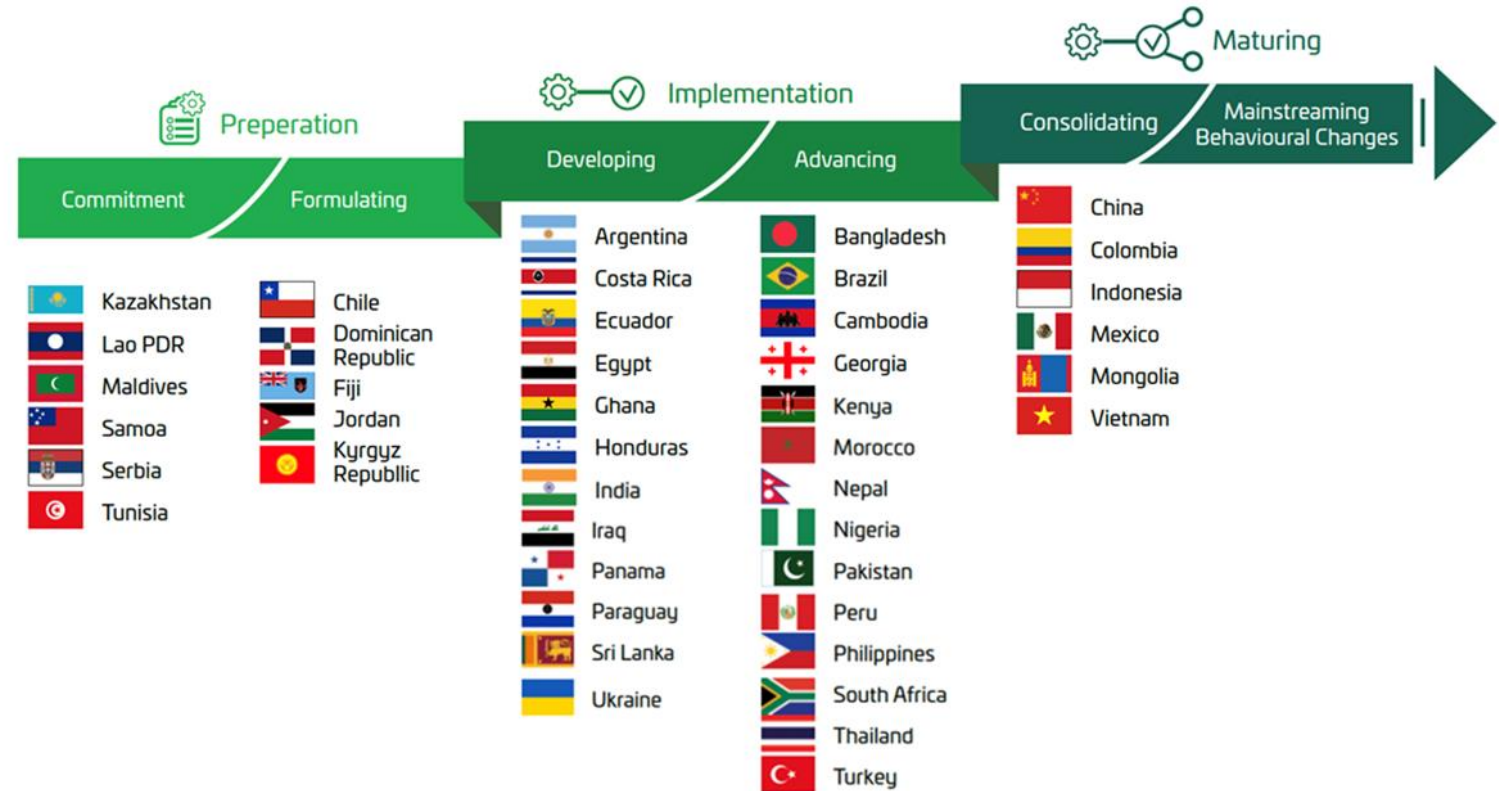 Preperation
Commitment
Formulating
Kazakhstan
Lao PDR
Maldives
Samoa
Serbia
Tunisia
Chile
Dominican
Republic
Fiji
Jordan
Kyrgyz
Republlic
Implementation
Developing
Advancing
Argentina
Costa Rica
Ecuador
Egypt
Ghana
Honduras
India
Iraq
Panama
Paraguay
Sri Lanka
Ukraine
Bangladesh
Brazil
Cambodia
Georgia
Kenya
Morocco
Nepal
Nigeria
Pakistan
Peru
Philippines
South Africa
Thailand
Turkey
Maturing
Consolidating
Mainstreaming
Behavioural Changes
China
Colombia
Indonesia
Mexico
Mongolia
Vietnam